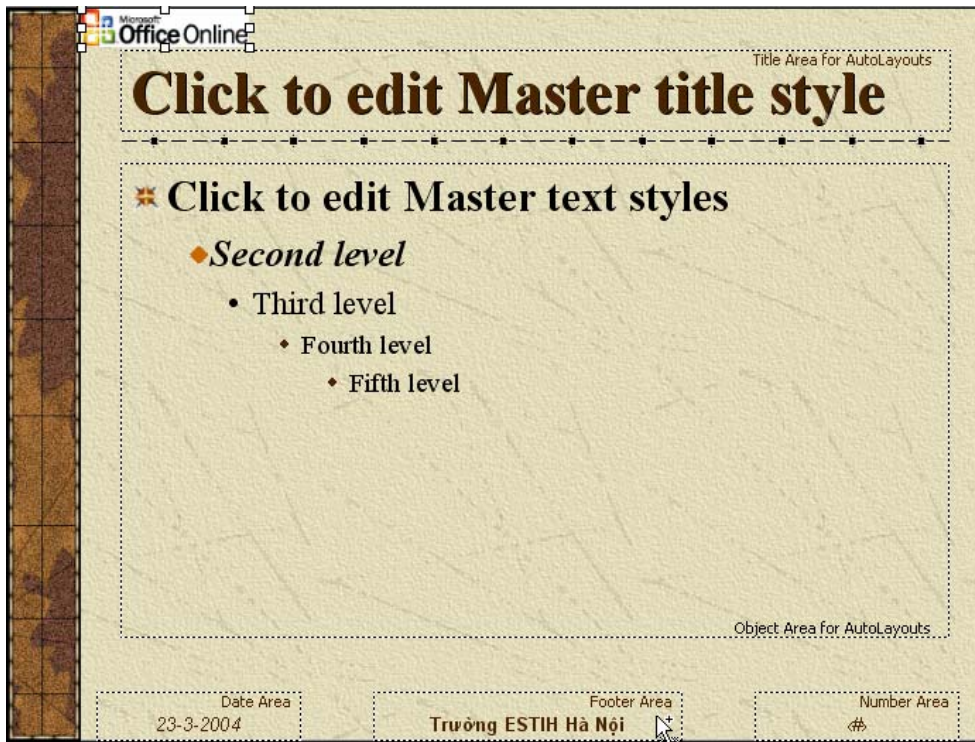 Microsoft
Office Online
Title Area for AutoLayouts
Click to edit Master title style
Click to edit Master text styles
Second level
Third level
Fourth level
Fifth level
Object Area for AutoLayouts
Date Area
23-3-2004
Footer Area
Trường ESTIH Hà Nội
Number Area
‹#›